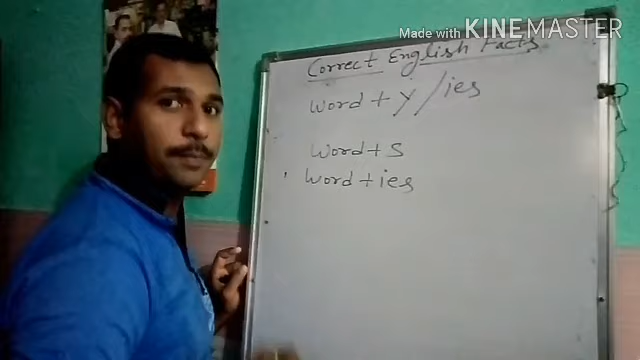 Made with KINEMASTER
Correct English Facts
word + y / ies
word + s
word + ies